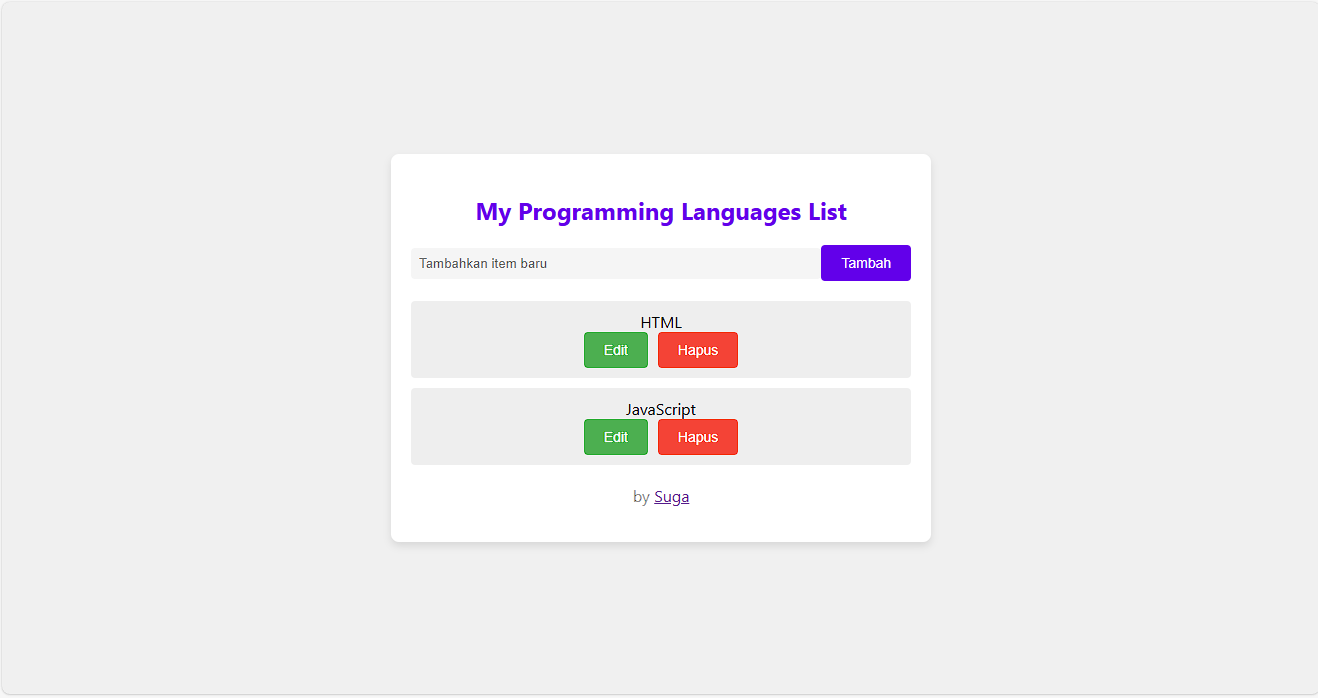 My Programming Languages List
Tambahkan item baru Tambah
HTML
Edit Hapus
JavaScript
Edit Hapus
by Suga